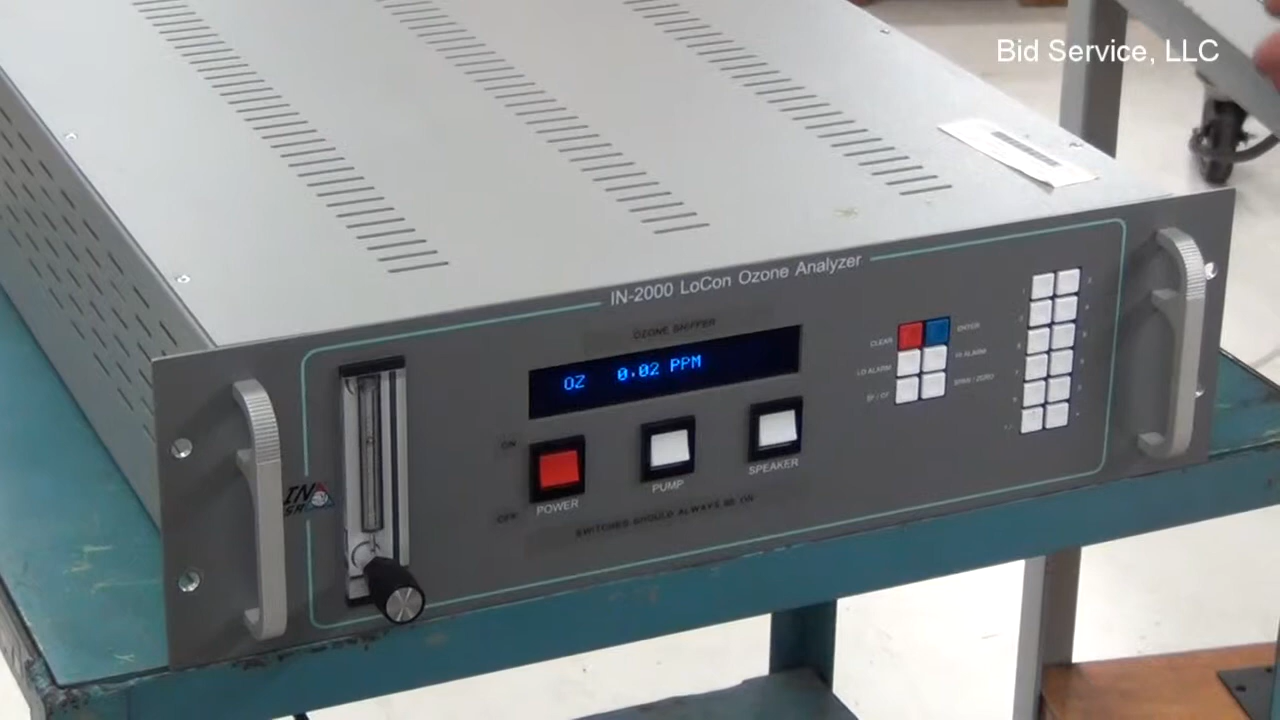 Bid Service, LLC
IN-2000 LoCon Ozone Analyzer
OZONE SNIFFER
OZ 0.02 PPM
CLEAR ENTER
LO ALARM HI ALARM
SPAN / ZERO
ON
POWER PUMP SPEAKER
OFF
SWITCHES SHOULD ALWAYS BE ON
IN